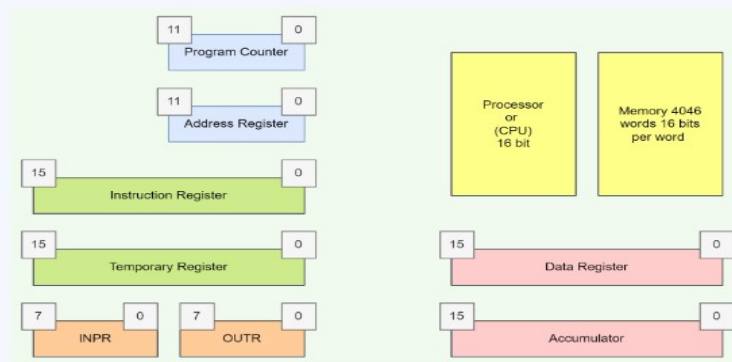 11 0
Program Counter
11 0
Address Register
Processor
or
(CPU)
16 bit
Memory 4046
words 16 bits
per word
15 0
Instruction Register
15 0
Temporary Register
15 0
Data Register
7 0
INPR
7 0
OUTR
15 0
Accumulator